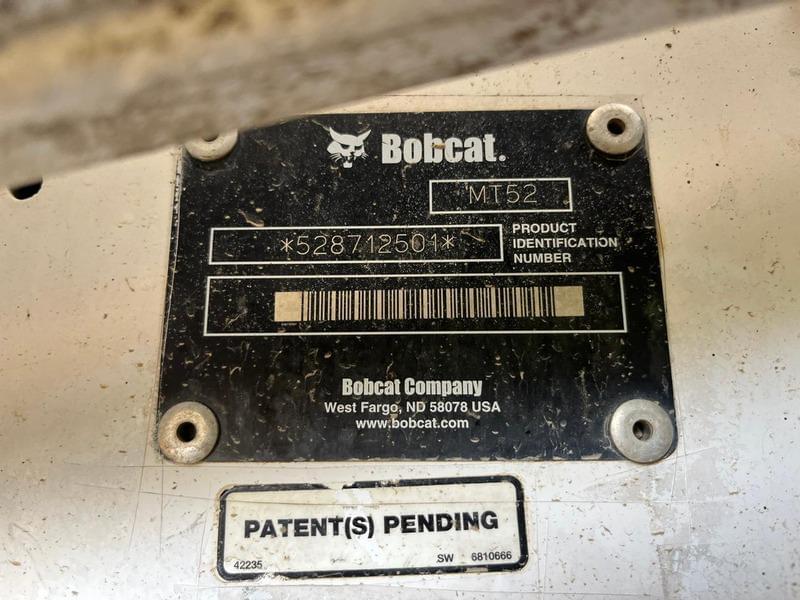 Bobcat.
MT52
*528712501*
PRODUCT
IDENTIFICATION
NUMBER
Bobcat Company
West Fargo, ND 58078 USA
www.bobcat.com
PATENT(S) PENDING
42235 SW 6810666